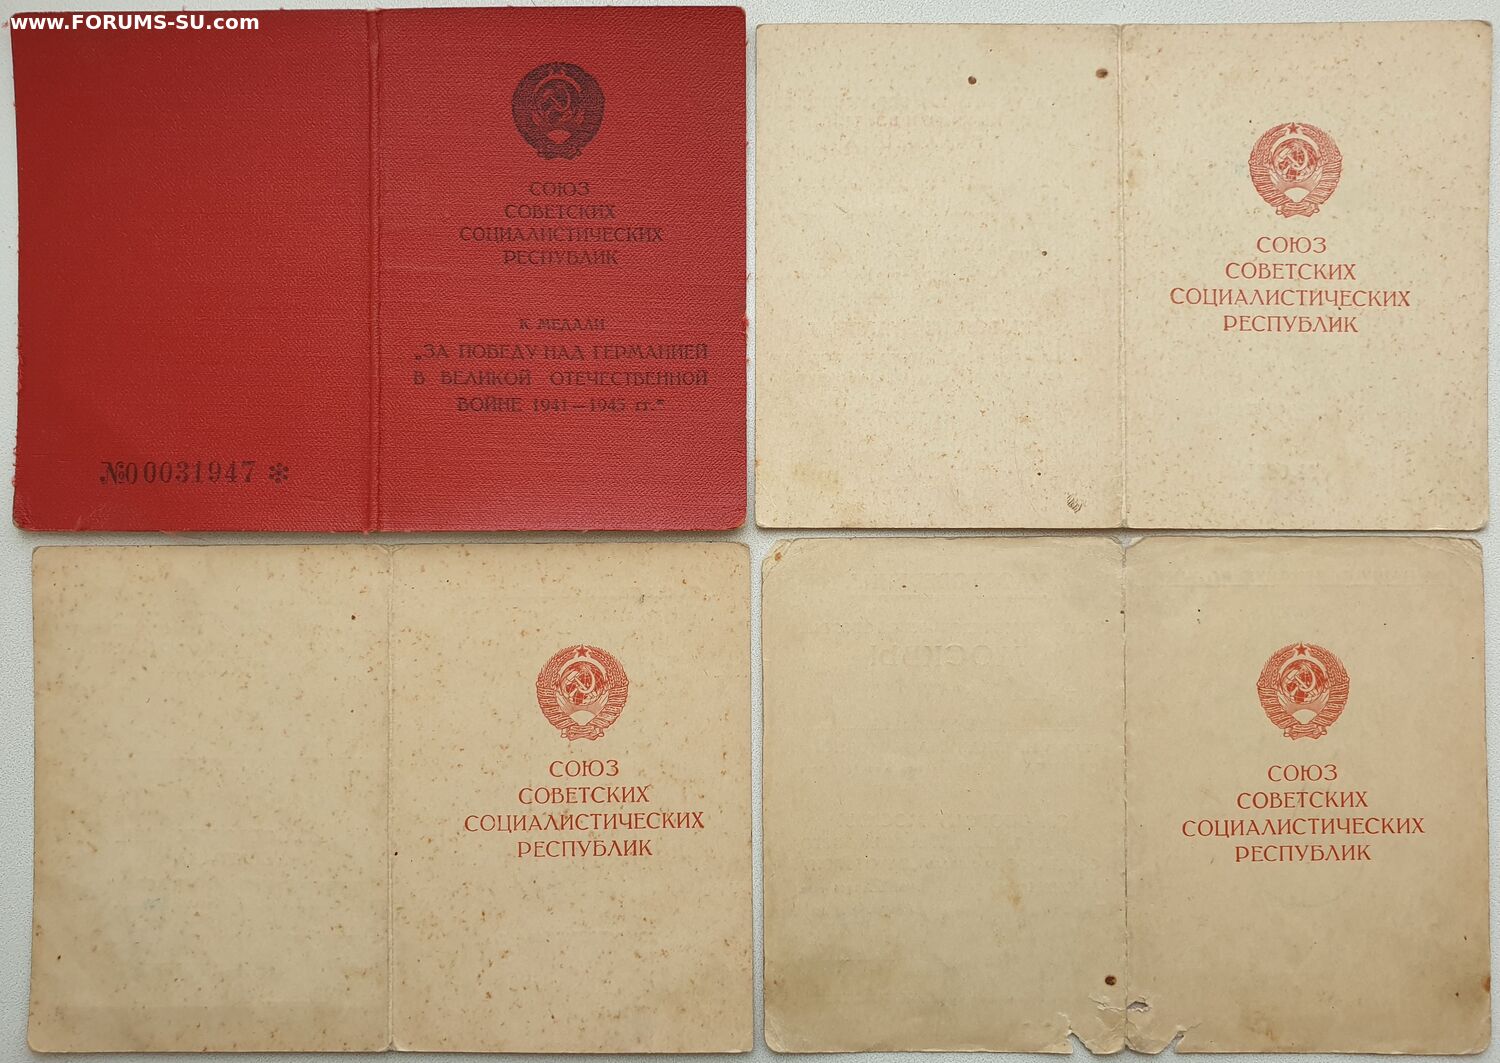 www.FORUMS-SU.com
СОЮЗ
СОВЕТСКИХ
СОЦИАЛИСТИЧЕСКИХ
РЕСПУБЛИК
К МЕДАЛИ
„ЗА ПОБЕДУ НАД ГЕРМАНИЕЙ
В ВЕЛИКОЙ ОТЕЧЕСТВЕННОЙ
ВОЙНЕ 1941—1945 гг.“
№0031947 *
СОЮЗ
СОВЕТСКИХ
СОЦИАЛИСТИЧЕСКИХ
РЕСПУБЛИК
СОЮЗ
СОВЕТСКИХ
СОЦИАЛИСТИЧЕСКИХ
РЕСПУБЛИК
СОЮЗ
СОВЕТСКИХ
СОЦИАЛИСТИЧЕСКИХ
РЕСПУБЛИК